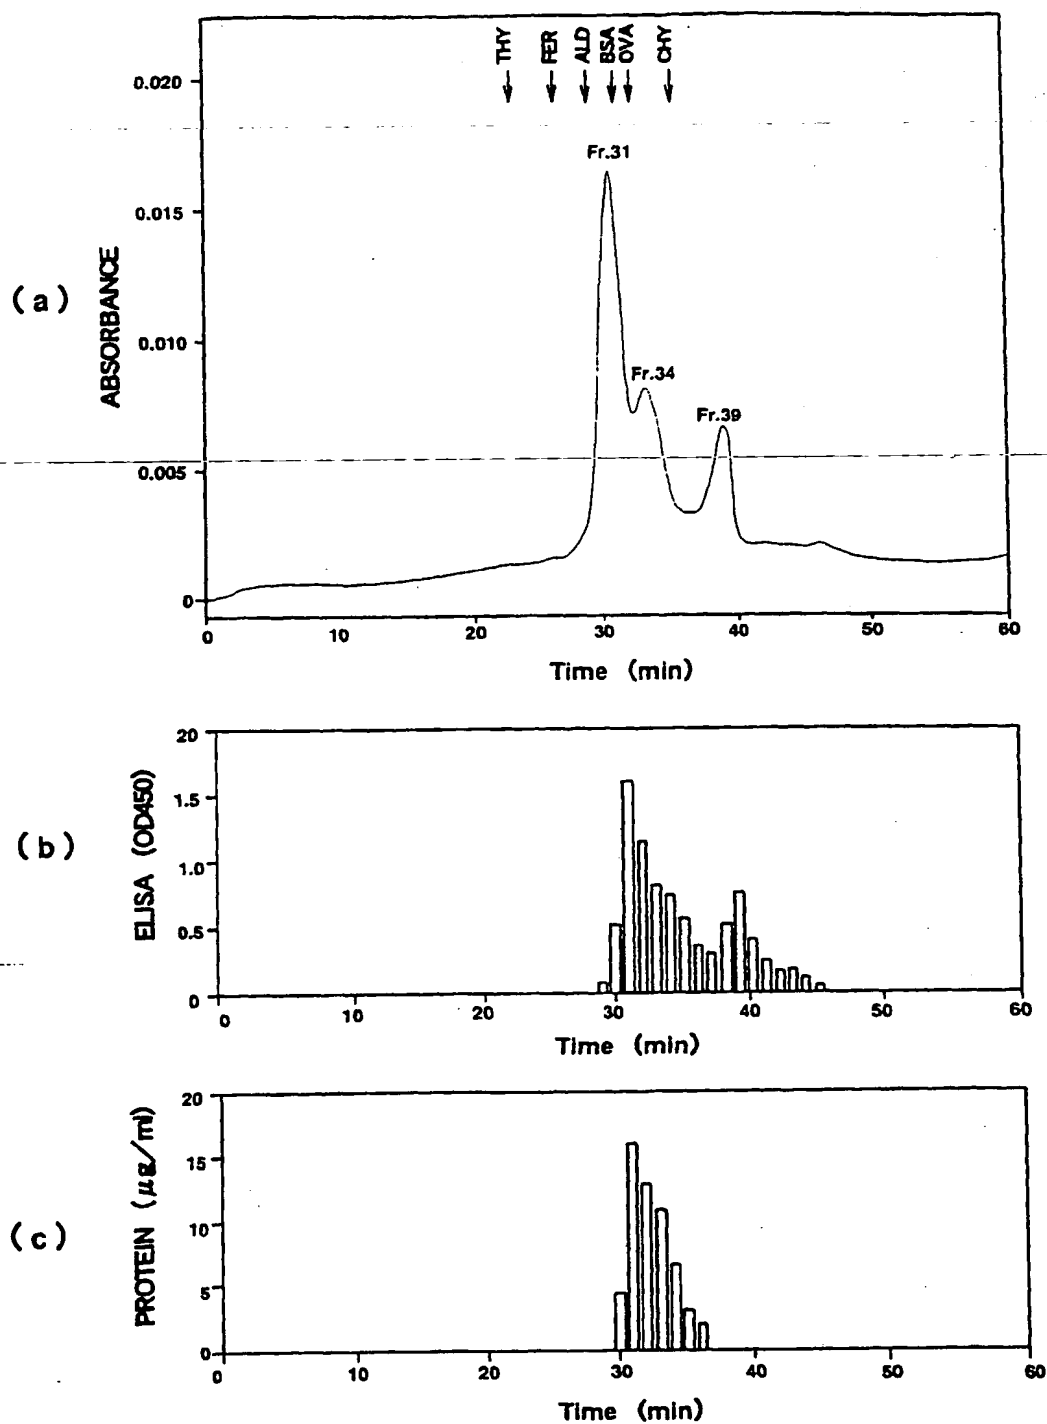 THY FER ALD BSA OVA CHY
0.020
Fr.31
0.015
(a)
ABSORBANCE
0.010
Fr.34
Fr.39
0.005
0
0 10 20 30 40 50 60
Time (min)
20
1.5
(b)
ELISA (OD450)
1.0
0.5
0
0 10 20 30 40 50 60
Time (min)
20
15
(c)
PROTEIN (μg/ml)
10
5
0
0 10 20 30 40 50 60
Time (min)